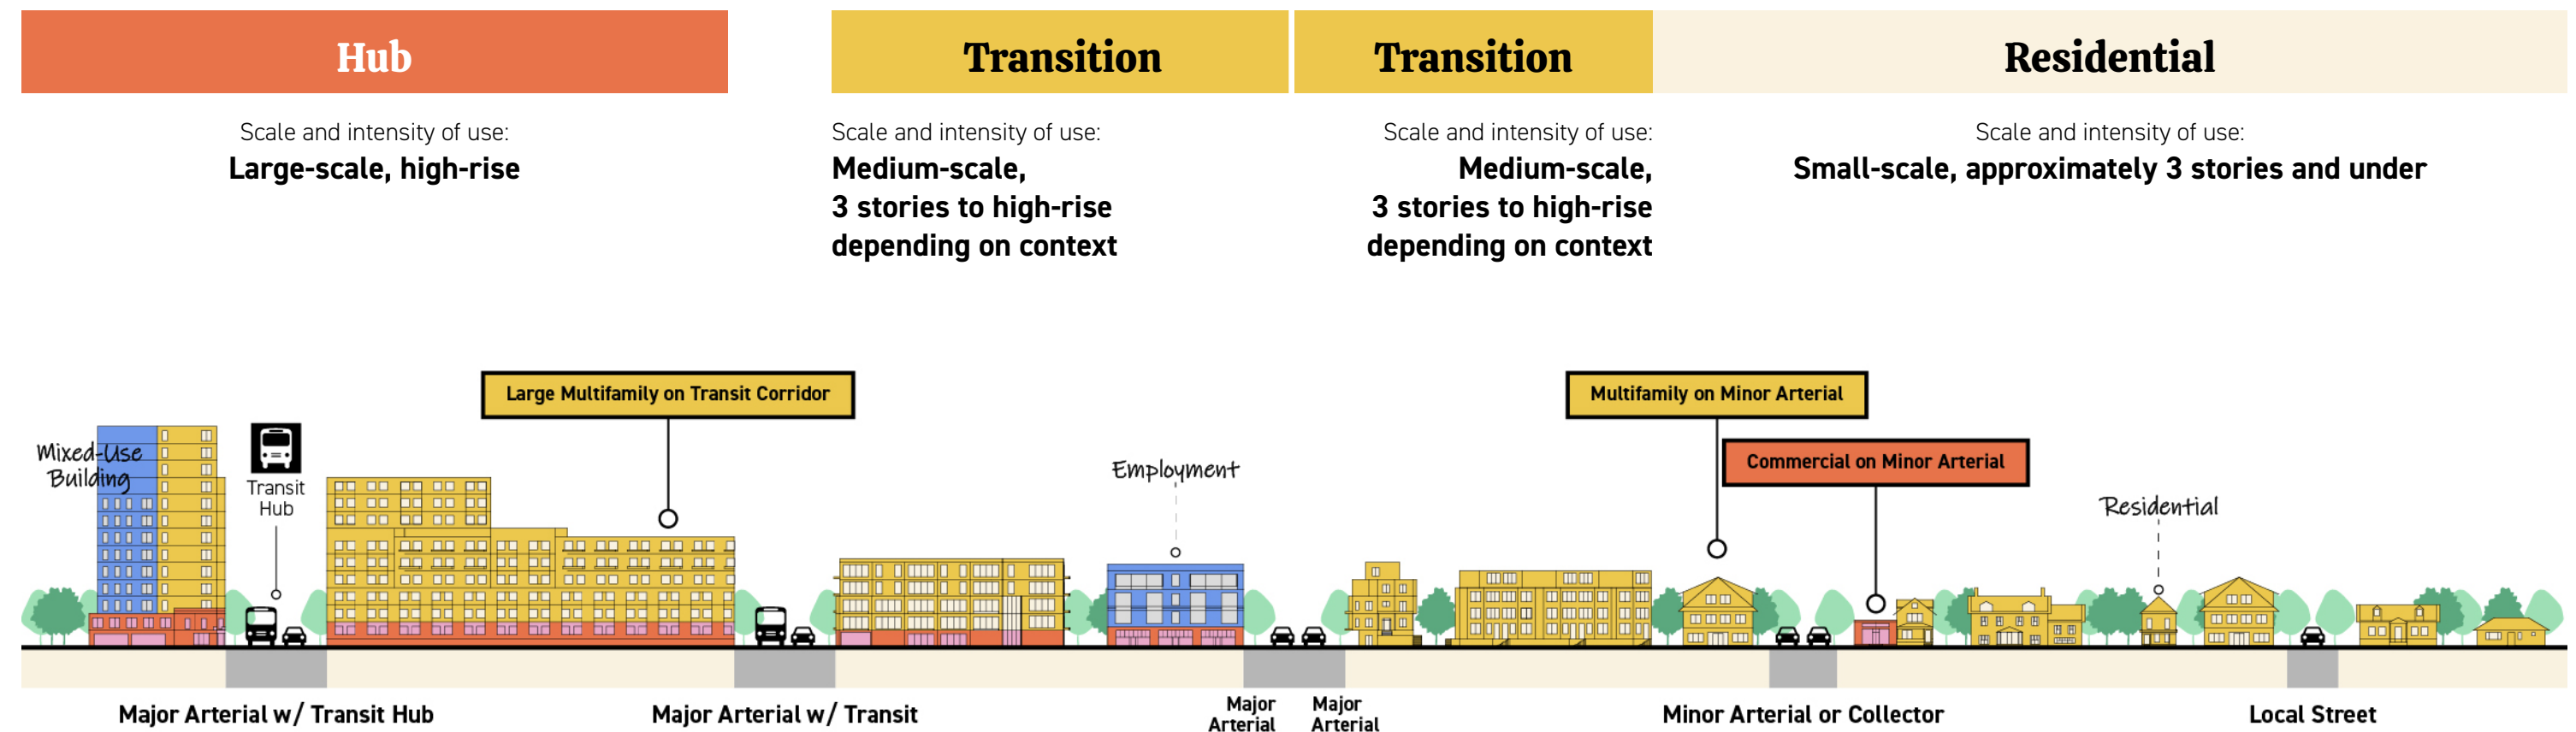 Hub
Transition
Transition
Residential
Scale and intensity of use:
Large-scale, high-rise
Scale and intensity of use:
Medium-scale,
3 stories to high-rise
depending on context
Scale and intensity of use:
Medium-scale,
3 stories to high-rise
depending on context
Scale and intensity of use:
Small-scale, approximately 3 stories and under
Large Multifamily on Transit Corridor
Multifamily on Minor Arterial
Commercial on Minor Arterial
Mixed-Use
Building
Transit
Hub
Employment
Residential
Major Arterial w/ Transit Hub
Major Arterial w/ Transit
Major
Arterial
Major
Arterial
Minor Arterial or Collector
Local Street